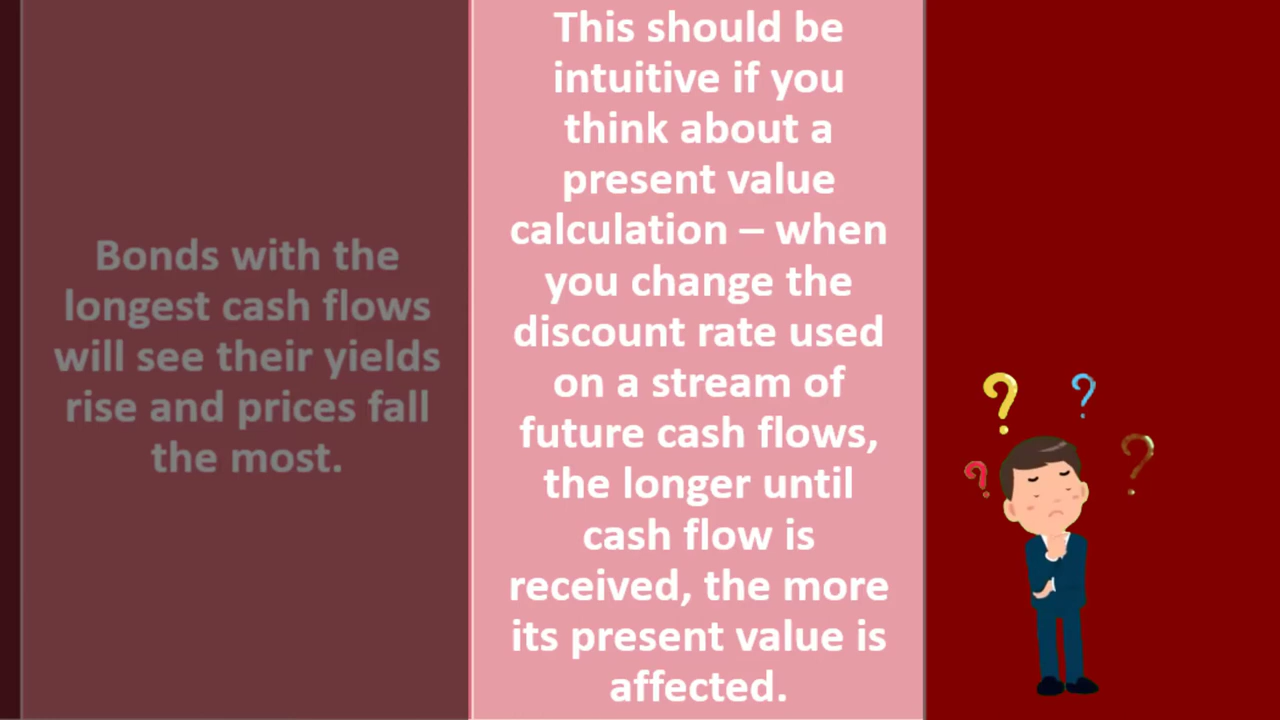 Bonds with the
longest cash flows
will see their yields
rise and prices fall
the most.
This should be
intuitive if you
think about a
present value
calculation – when
you change the
discount rate used
on a stream of
future cash flows,
the longer until
cash flow is
received, the more
its present value is
affected.
? ? ? ?